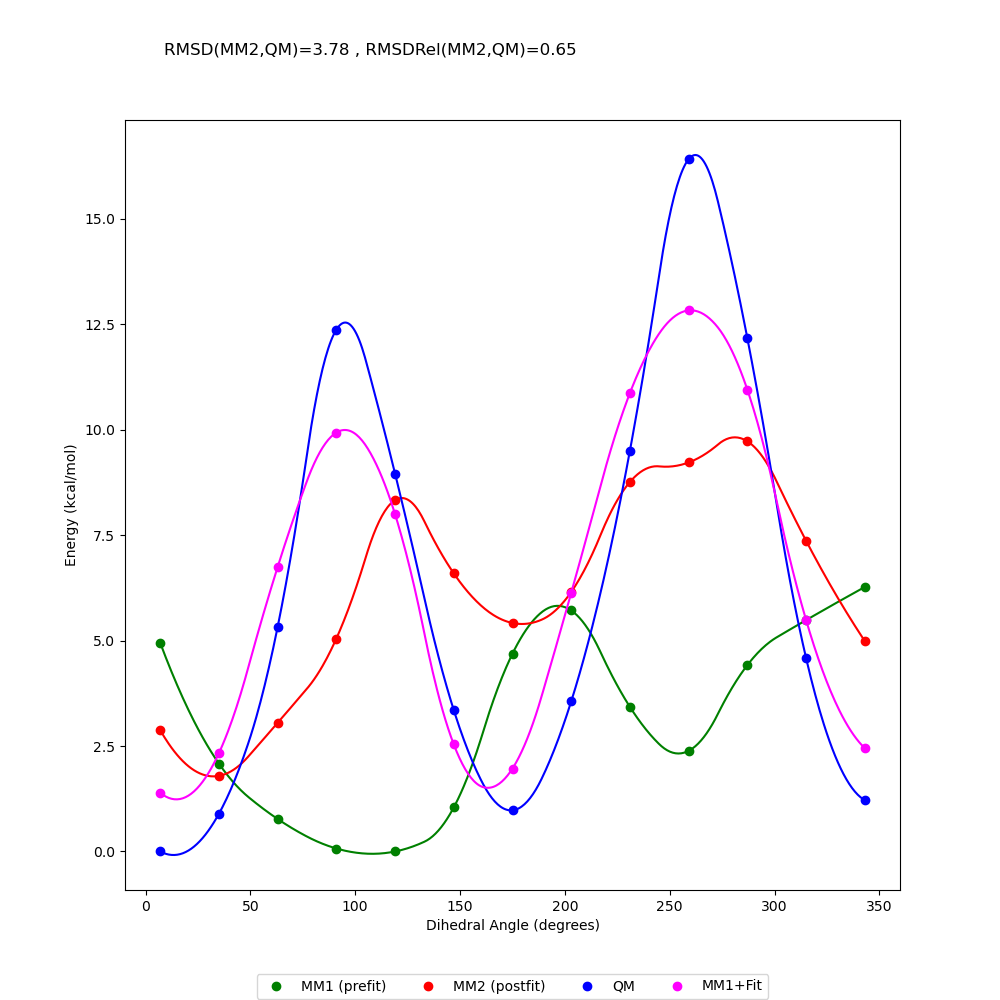 RMSD(MM2,QM)=3.78 , RMSDRel(MM2,QM)=0.65
Energy (kcal/mol)
15.0
12.5
10.0
7.5
5.0
2.5
0.0
0 50 100 150 200 250 300 350
Dihedral Angle (degrees)
MM1 (prefit) MM2 (postfit) QM MM1+Fit